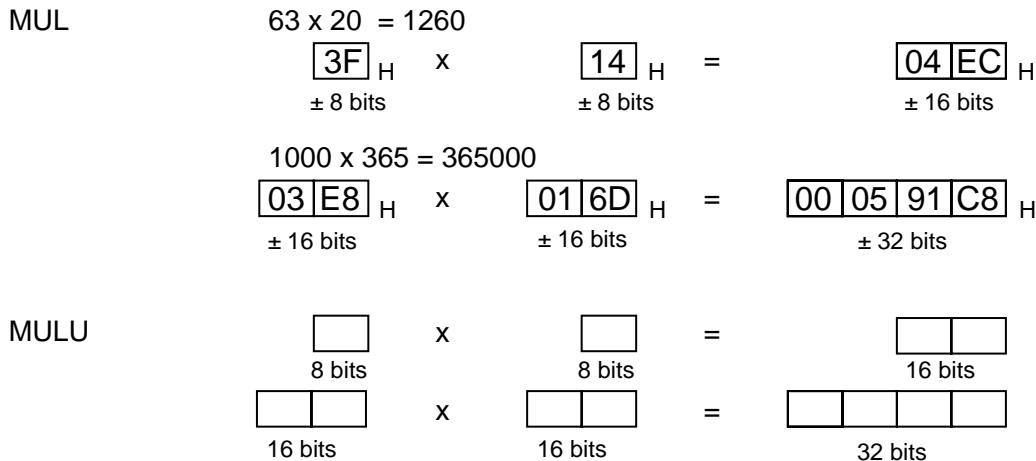 MUL 63 x 20 = 1260
3F H x 14 H = 04 EC H
± 8 bits ± 8 bits ± 16 bits
1000 x 365 = 365000
03 E8 H x 01 6D H = 00 05 91 C8 H
± 16 bits ± 16 bits ± 32 bits
MULU x =
8 bits 8 bits 16 bits
x =
16 bits 16 bits 32 bits